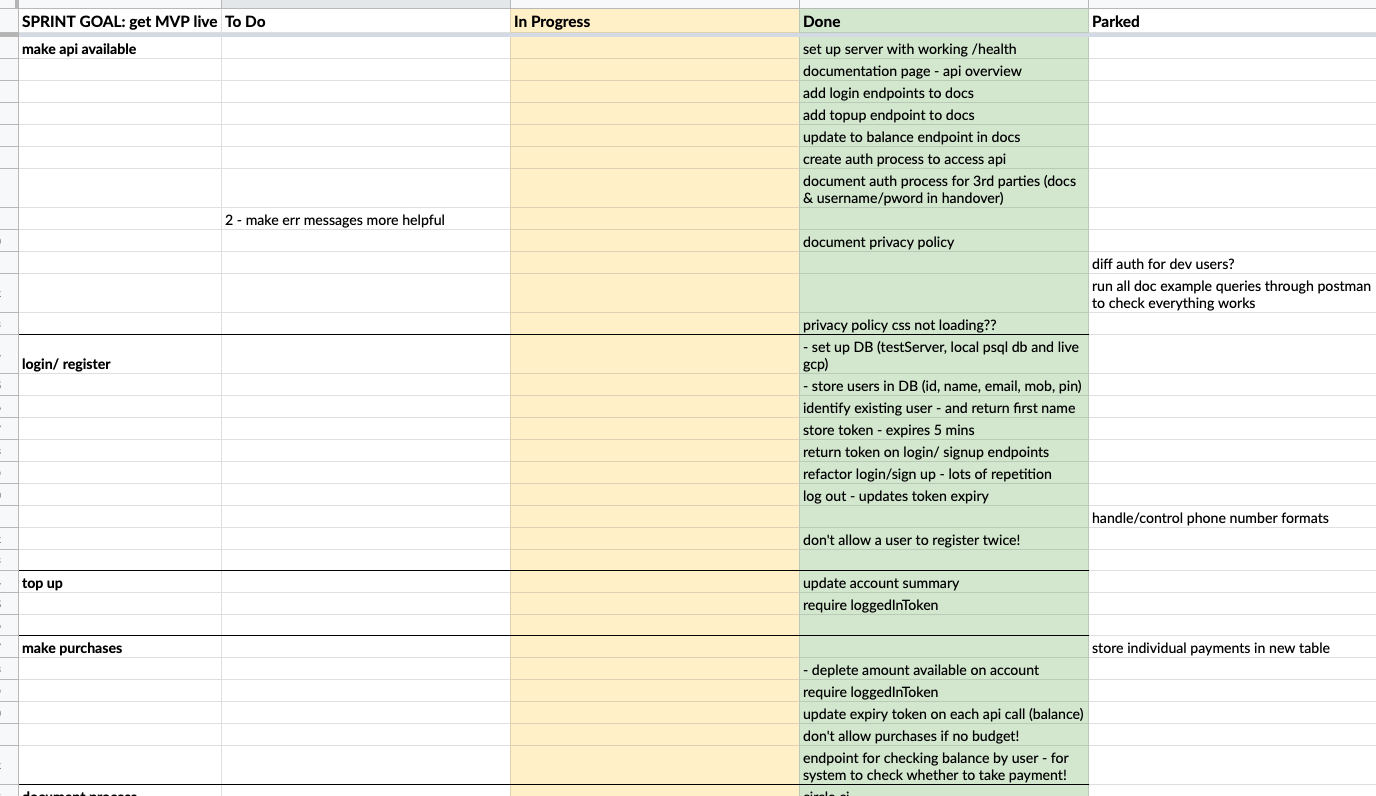 SPRINT GOAL: get MVP live To Do In Progress Done Parked
make api available set up server with working /health
documentation page - api overview
add login endpoints to docs
add topup endpoint to docs
update to balance endpoint in docs
create auth process to access api
document auth process for 3rd parties (docs
& username/pword in handover)
2 - make err messages more helpful
document privacy policy
diff auth for dev users?
run all doc example queries through postman
to check everything works
privacy policy css not loading??
- set up DB (testServer, local psql db and live
gcp)
login/ register
- store users in DB (id, name, email, mob, pin)
identify existing user - and return first name
store token - expires 5 mins
return token on login/ signup endpoints
refactor login/sign up - lots of repetition
log out - updates token expiry
handle/control phone number formats
don't allow a user to register twice!
top up update account summary
require loggedInToken
make purchases store individual payments in new table
- deplete amount available on account
require loggedInToken
update expiry token on each api call (balance)
don't allow purchases if no budget!
endpoint for checking balance by user - for
system to check whether to take payment!
document process circle ci